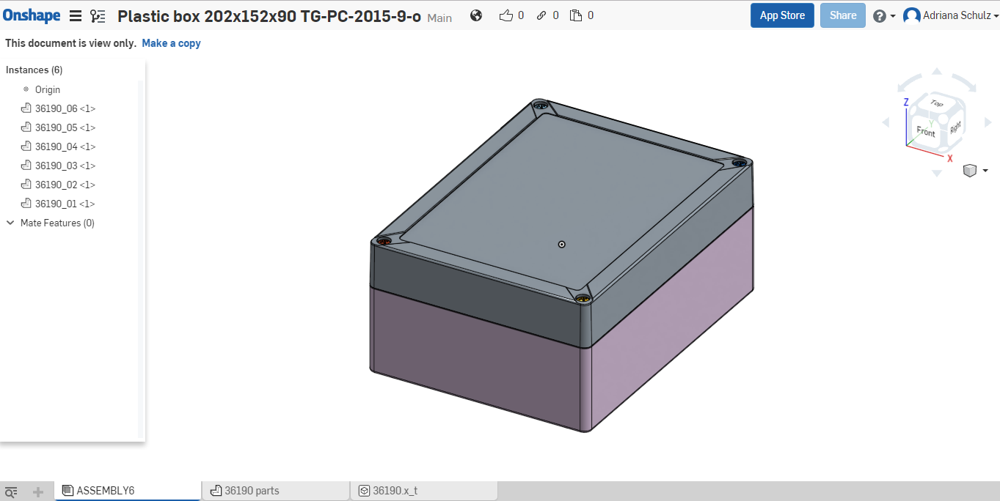 Onshape Plastic box 202x152x90 TG-PC-2015-9-o Main 0 0 0 App Store Share ? Adriana Schulz
This document is view only. Make a copy
Instances (6)
Origin
36190_06 <1>
36190_05 <1>
36190_04 <1>
36190_03 <1>
36190_02 <1>
36190_01 <1>
Mate Features (0)
Z
Top
Y
Front
Right
X
ASSEMBLY6 36190 parts 36190.x_t